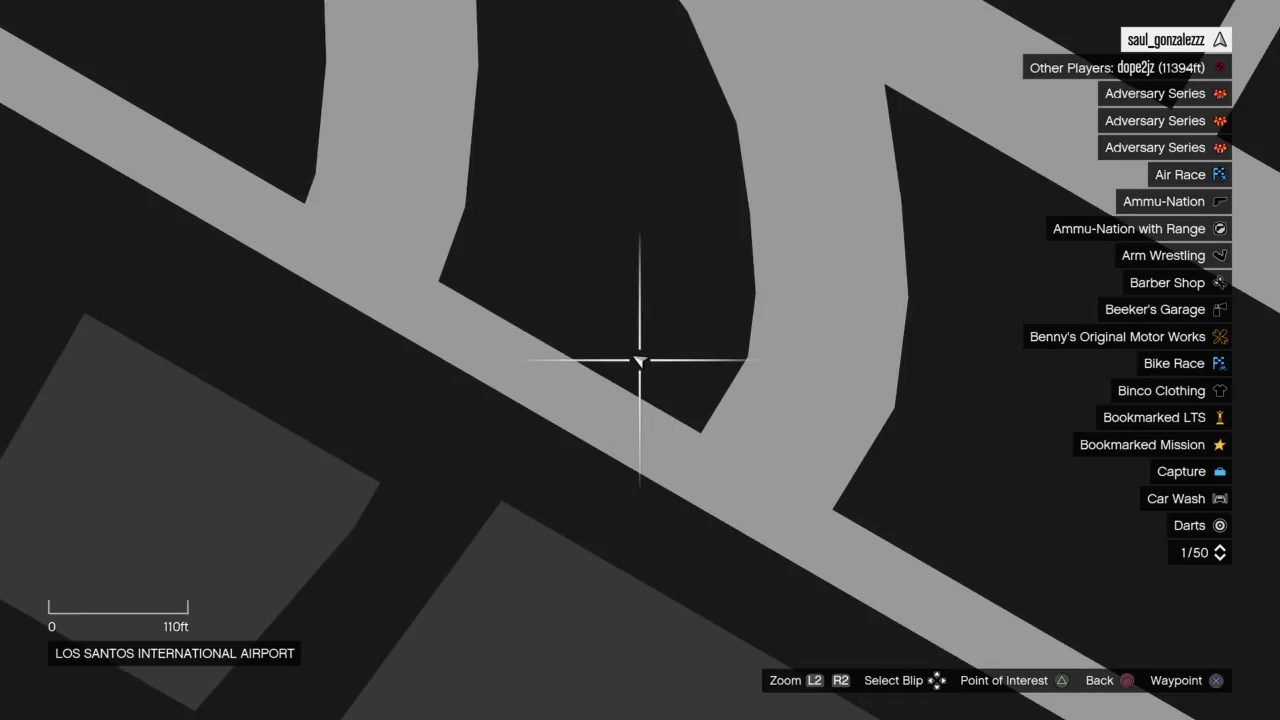 saul_gonzalezzz
Other Players: dope2jz (11394ft)
Adversary Series
Adversary Series
Adversary Series
Air Race
Ammu-Nation
Ammu-Nation with Range
Arm Wrestling
Barber Shop
Beeker's Garage
Benny's Original Motor Works
Bike Race
Binco Clothing
Bookmarked LTS
Bookmarked Mission
Capture
Car Wash
Darts
1/50
0 110ft
LOS SANTOS INTERNATIONAL AIRPORT
Zoom L2 R2 Select Blip Point of Interest Back Waypoint